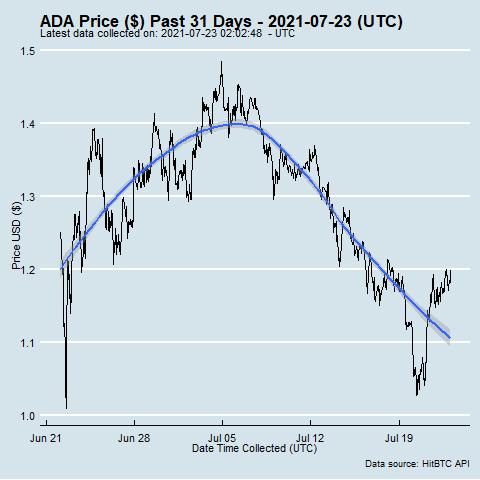 ADA Price ($) Past 31 Days - 2021-07-23 (UTC)
Latest data collected on: 2021-07-23 02:02:48 - UTC
1.5
1.4
1.3
1.2
1.1
1.0
Price USD ($)
Jun 21 Jun 28 Jul 05 Jul 12 Jul 19
Date Time Collected (UTC)
Data source: HitBTC API